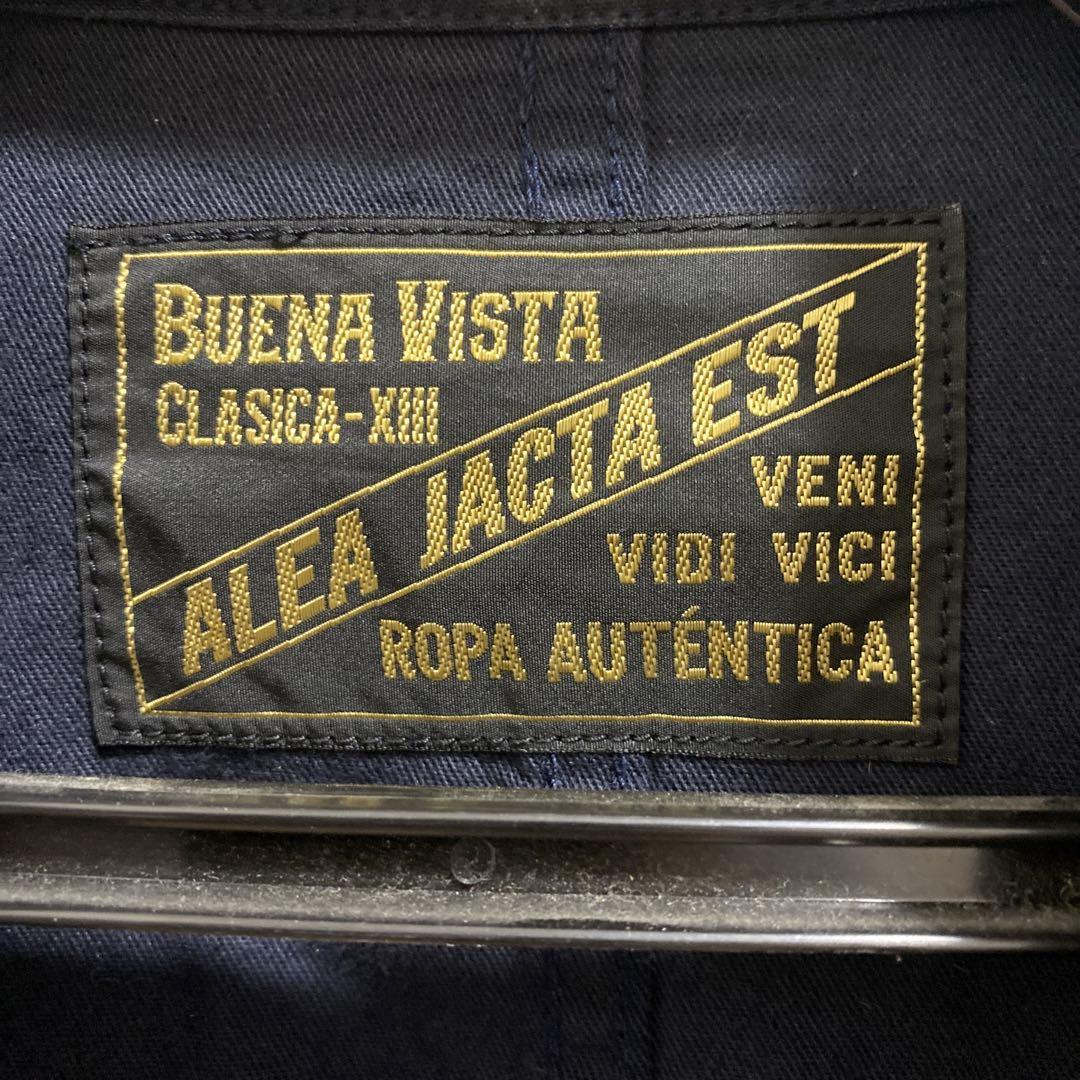 BUENA VISTA
CLASICA-XIII
ALEA JACTA EST
VENI
VIDI VICI
ROPA AUTÉNTICA